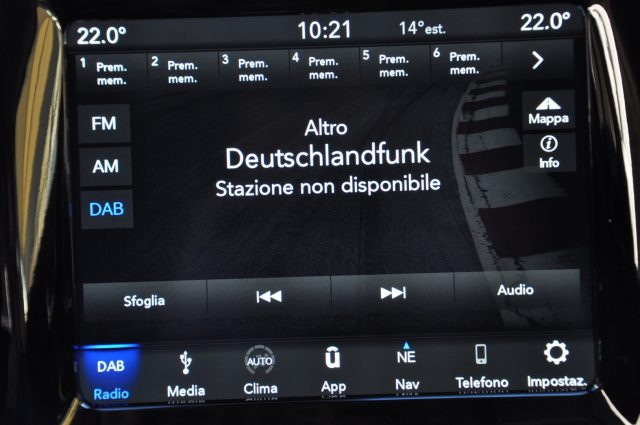 22.0° 10:21 14°est. 22.0°
1 Prem. mem. 2 Prem. mem. 3 Prem. mem. 4 Prem. mem. 5 Prem. mem. 6 Prem. mem.
FM
AM
DAB
Altro
Deutschlandfunk
Stazione non disponibile
Mappa
Info
Sfoglia Audio
DAB AUTO ū NE
Radio Media Clima App Nav Telefono Impostaz.